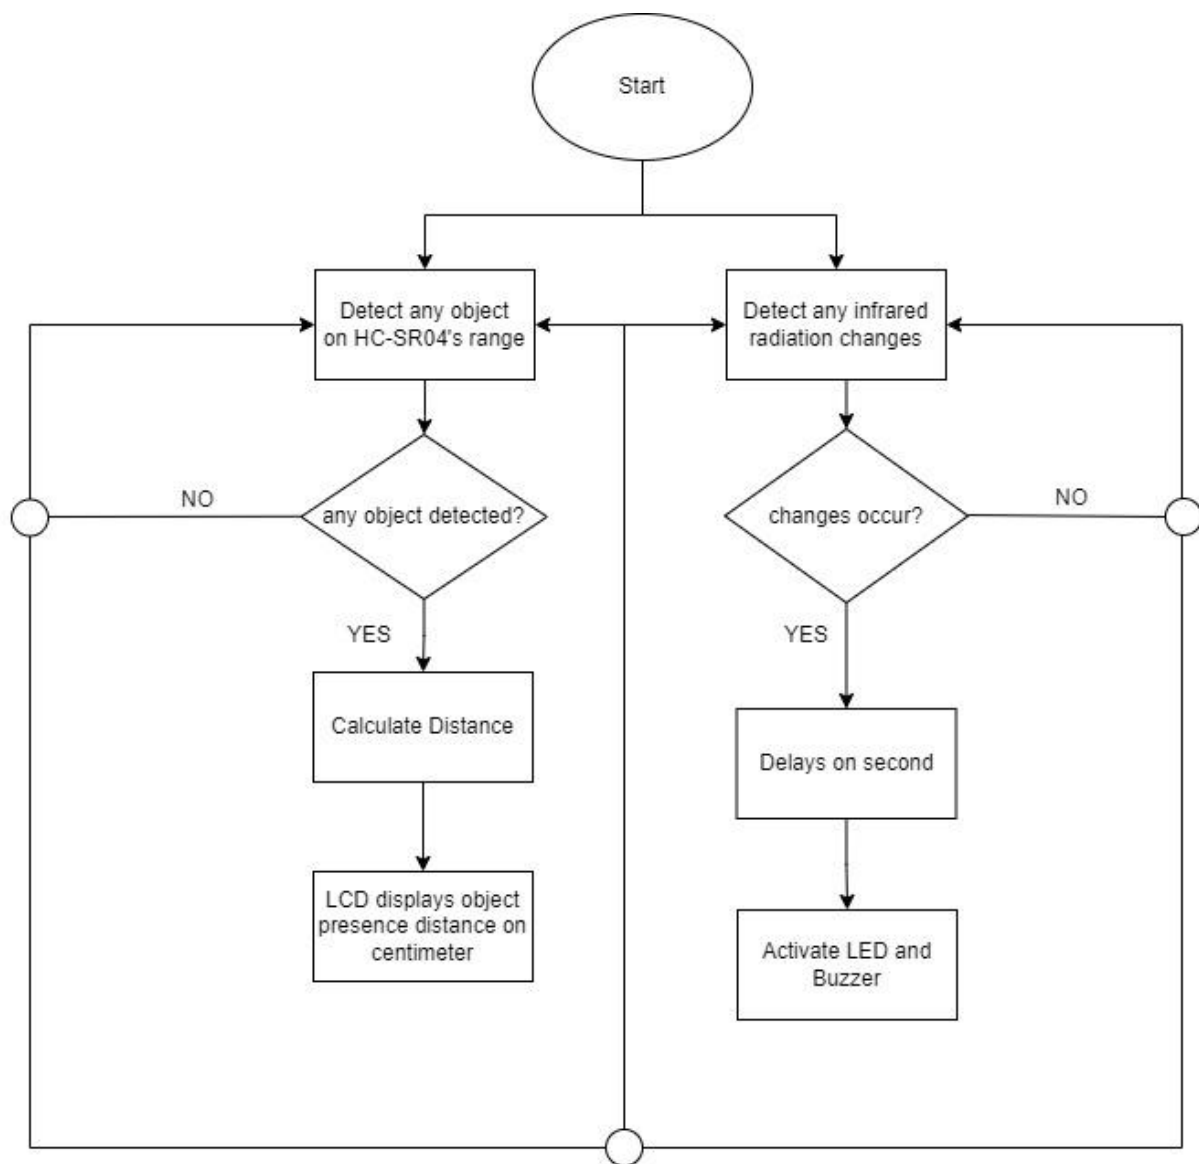 Start
Detect any object
on HC-SR04's range
Detect any infrared
radiation changes
NO
any object detected?
changes occur?
NO
YES
YES
Calculate Distance
Delays on second
LCD displays object
presence distance on
centimeter
Activate LED and
Buzzer